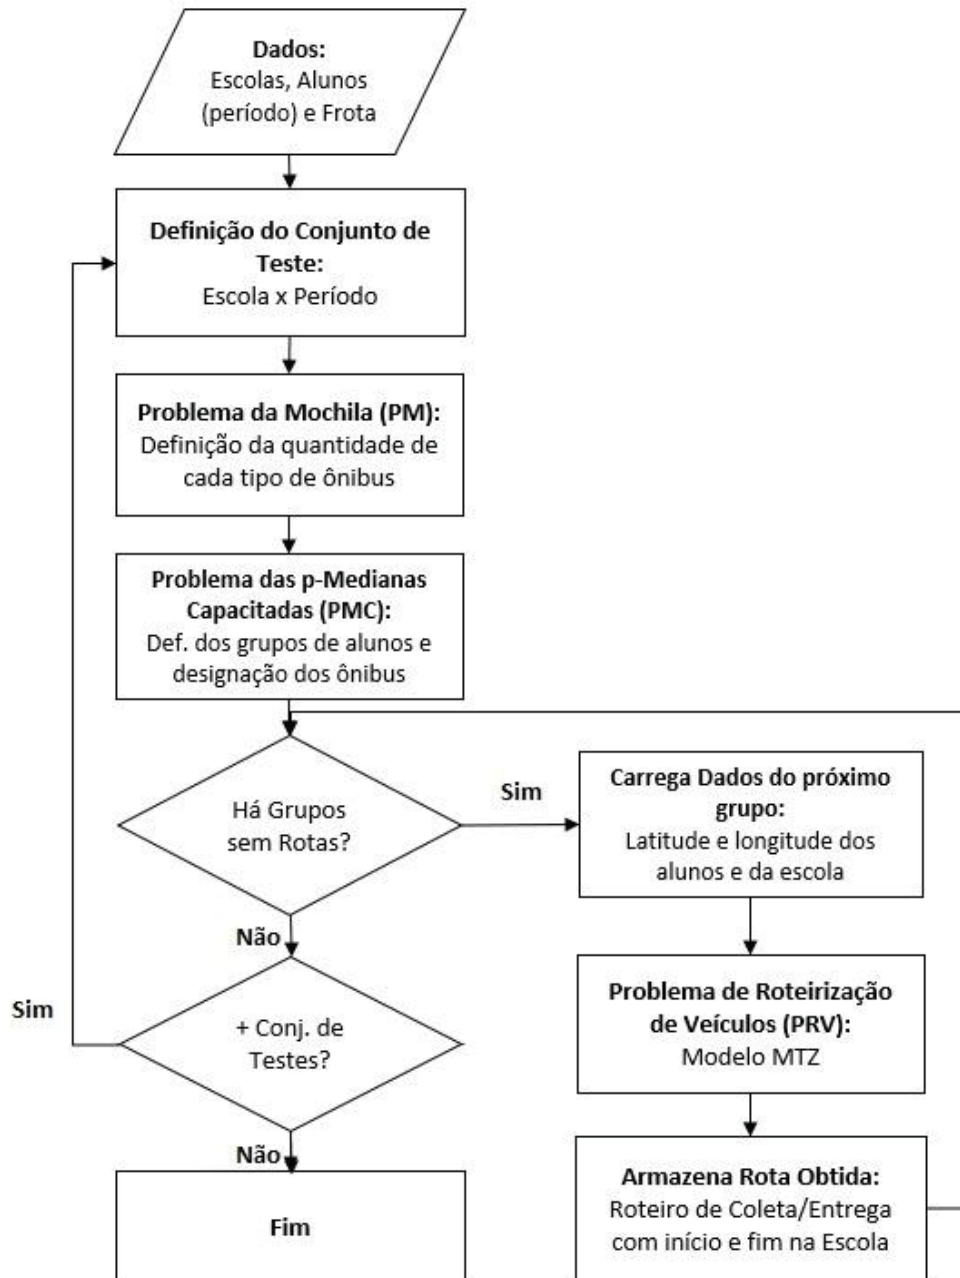 Dados:
Escolas, Alunos
(período) e Frota
Definição do Conjunto de
Teste:
Escola x Período
Problema da Mochila (PM):
Definição da quantidade de
cada tipo de ônibus
Problema das p-Medianas
Capacitadas (PMC):
Def. dos grupos de alunos e
designação dos ônibus
Há Grupos
sem Rotas?
Sim
Carrega Dados do próximo
grupo:
Latitude e longitude dos
alunos e da escola
Não
Problema de Roteirização
de Veículos (PRV):
Modelo MTZ
Sim
+ Conj. de
Testes?
Não
Armazena Rota Obtida:
Roteiro de Coleta/Entrega
com início e fim na Escola
Fim